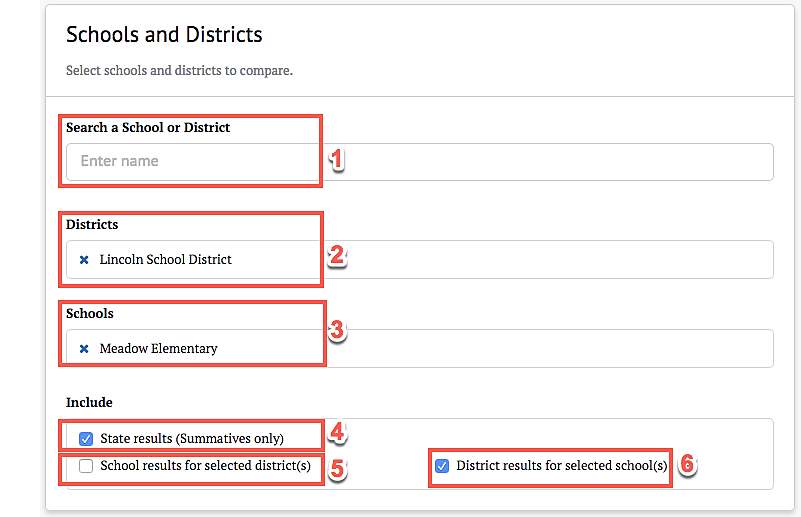 Schools and Districts
Select schools and districts to compare.
Search a School or District
Enter name
1
Districts
Lincoln School District
2
Schools
Meadow Elementary
3
Include
State results (Summatives only)
4
School results for selected district(s)
5
District results for selected school(s)
6